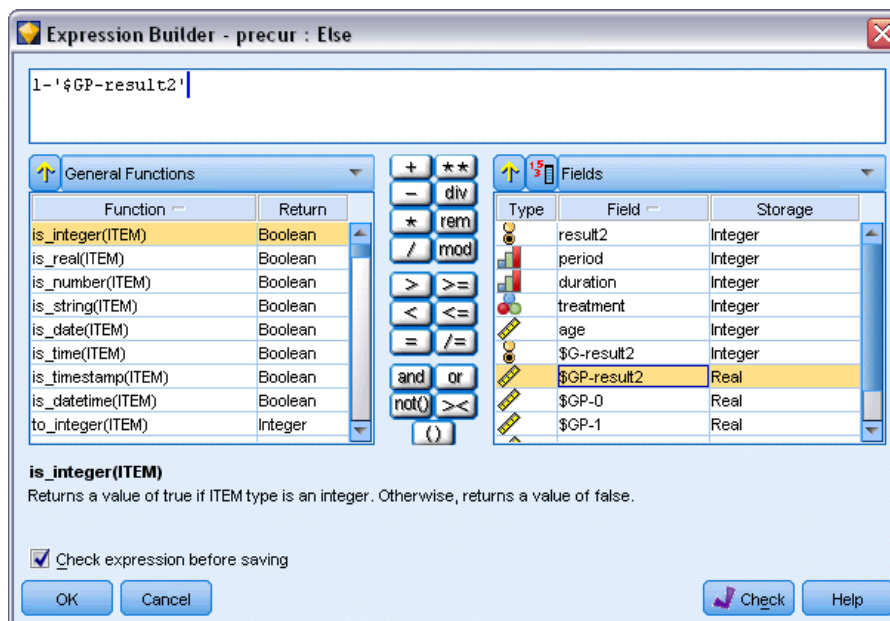 Expression Builder - precur : Else
1-'$GP-result2'
General Functions
Function Return
is_integer(ITEM) Boolean
is_real(ITEM) Boolean
is_number(ITEM) Boolean
is_string(ITEM) Boolean
is_date(ITEM) Boolean
is_time(ITEM) Boolean
is_timestamp(ITEM) Boolean
is_datetime(ITEM) Boolean
to_integer(ITEM) Integer
+ **
- div
* rem
/ mod
> >=
< <=
= /=
and or
not() ><
()
Fields
Type Field Storage
result2 Integer
period Integer
duration Integer
treatment Integer
age Integer
$G-result2 Integer
$GP-result2 Real
$GP-0 Real
$GP-1 Real
is_integer(ITEM)
Returns a value of true if ITEM type is an integer. Otherwise, returns a value of false.
Check expression before saving
OK Cancel Check Help